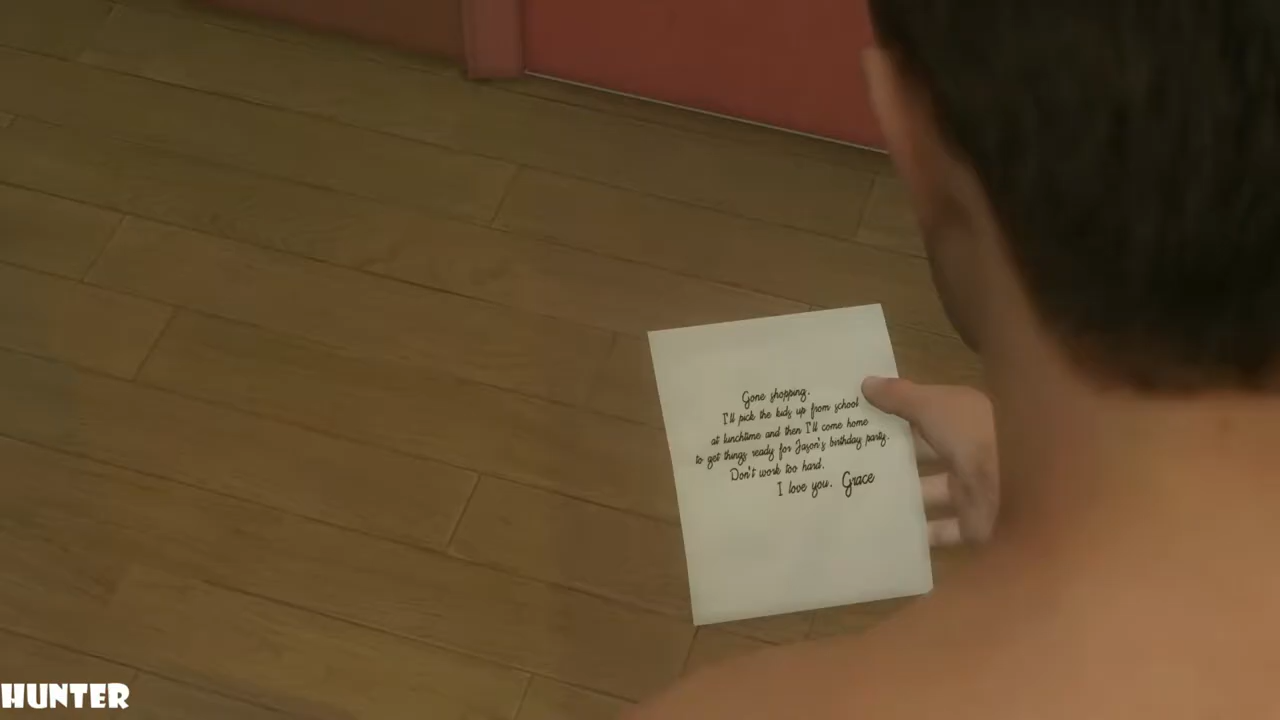 Gone shopping.
I'll pick the kids up from school
at lunchtime and then I'll come home
to get things ready for Jason's birthday party.
Don't work too hard.
I love you. Grace
HUNTER